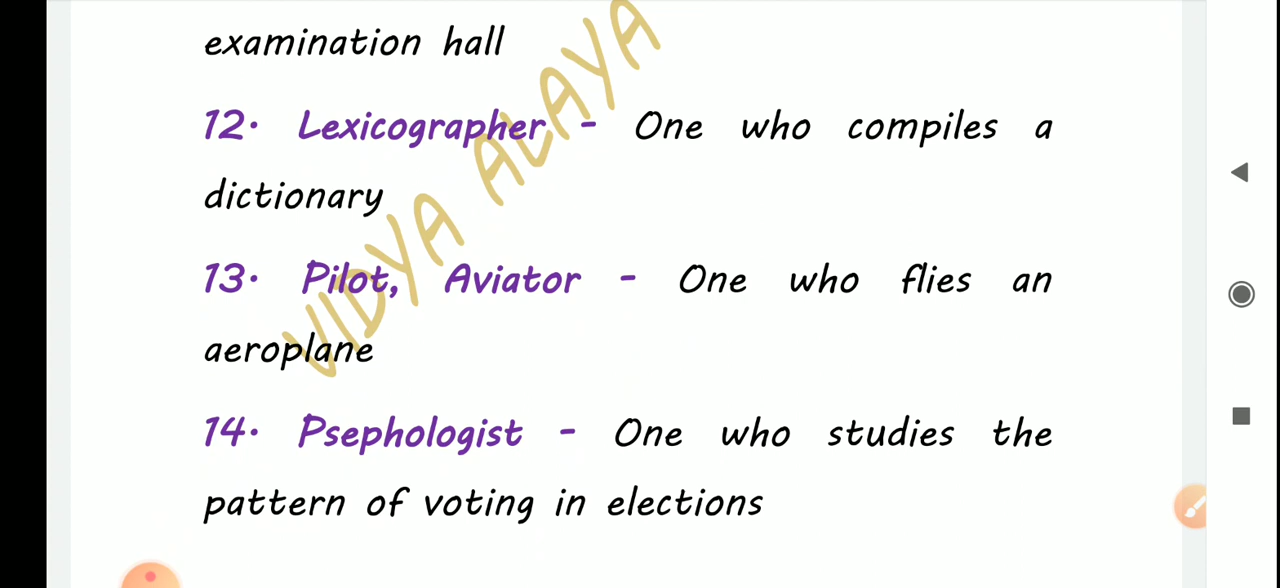 examination hall
12. Lexicographer - One who compiles a
dictionary
13. Pilot, Aviator - One who flies an
aeroplane
14. Psephologist - One who studies the
pattern of voting in elections
VIDYA ALAYA